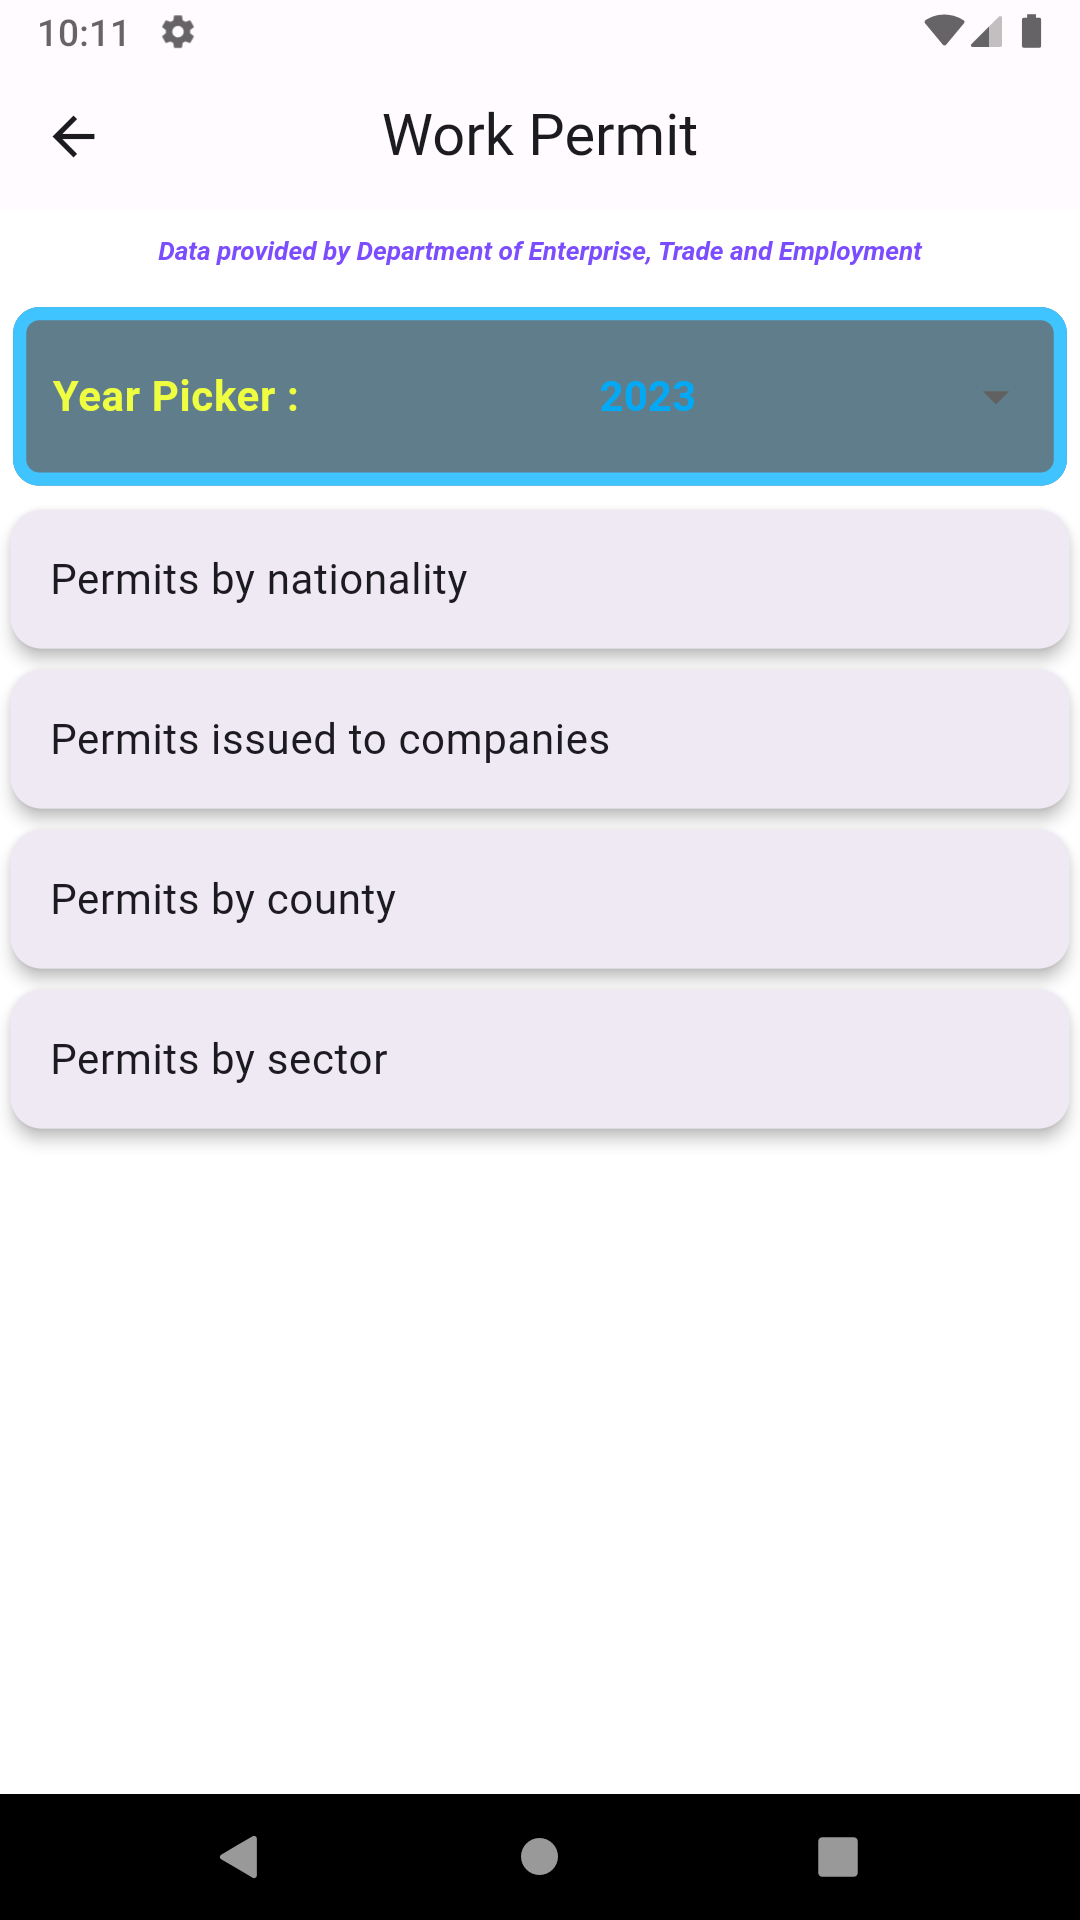 10:11
Work Permit
Data provided by Department of Enterprise, Trade and Employment
Year Picker : 2023
Permits by nationality
Permits issued to companies
Permits by county
Permits by sector